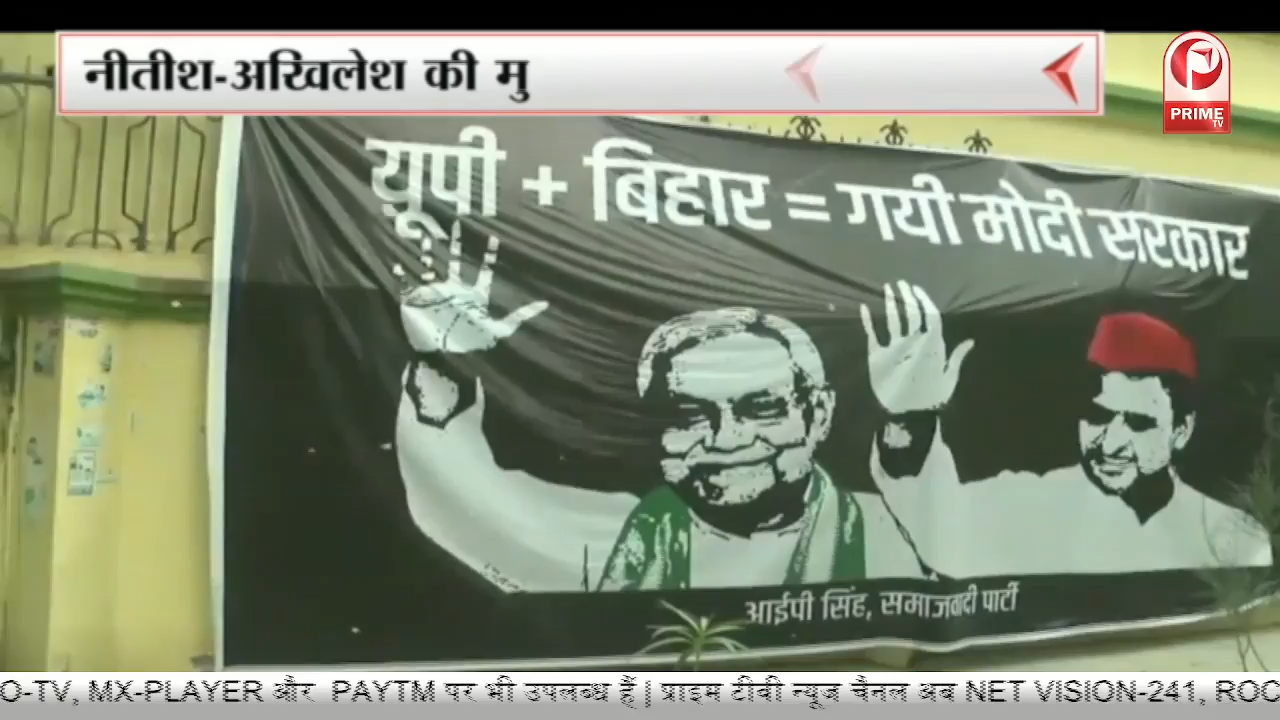 नीतीश-अखिलेश की मु
PRIME
TV
यूपी + बिहार = गयी मोदी सरकार
आईपी सिंह, समाजवादी पार्टी
O-TV, MX-PLAYER और PAYTM पर भी उपलब्ध हैं | प्राइम टीवी न्यूज चैनल अब NET VISION-241, ROC